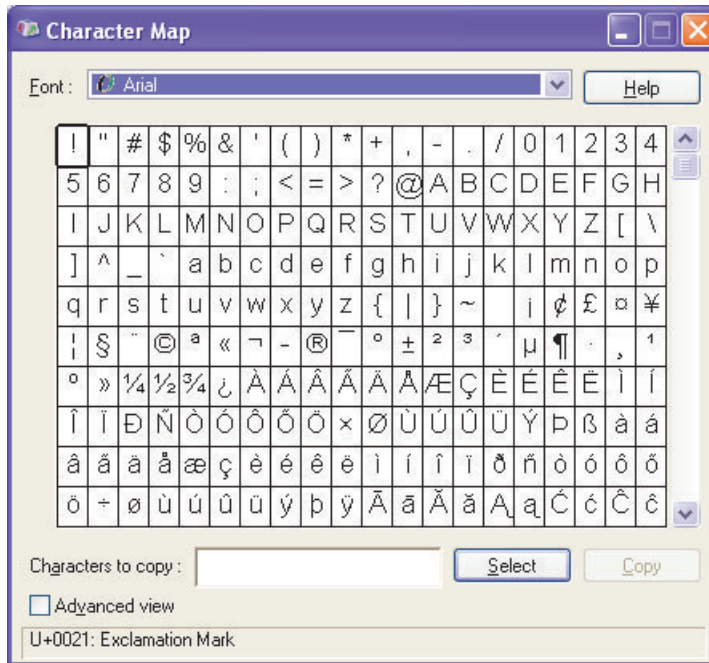 Character Map
Font : Arial Help
! " # $ % & ' ( ) * + , - . / 0 1 2 3 4
5 6 7 8 9 : ; < = > ? @ A B C D E F G H
I J K L M N O P Q R S T U V W X Y Z [ \
] ^ _ ` a b c d e f g h i j k l m n o p
q r s t u v w x y z { | } ~ ¡ ¢ £ ¤ ¥
¦ § ¨ © ª « ¬ - ® ¯ ° ± ² ³ ´ µ ¶ · ¸ ¹
º » ¼ ½ ¾ ¿ À Á Â Ã Ä Å Æ Ç È É Ê Ë Ì Í
Î Ï Ð Ñ Ò Ó Ô Õ Ö × Ø Ù Ú Û Ü Ý Þ ß à á
â ã ä å æ ç è é ê ë ì í î ï ð ñ ò ó ô õ
ö ÷ ø ù ú û ü ý þ ÿ Ā ā Ă ă Ą ą Ć ć Ĉ ĉ
Characters to copy : Select Copy
Advanced view
U+0021: Exclamation Mark